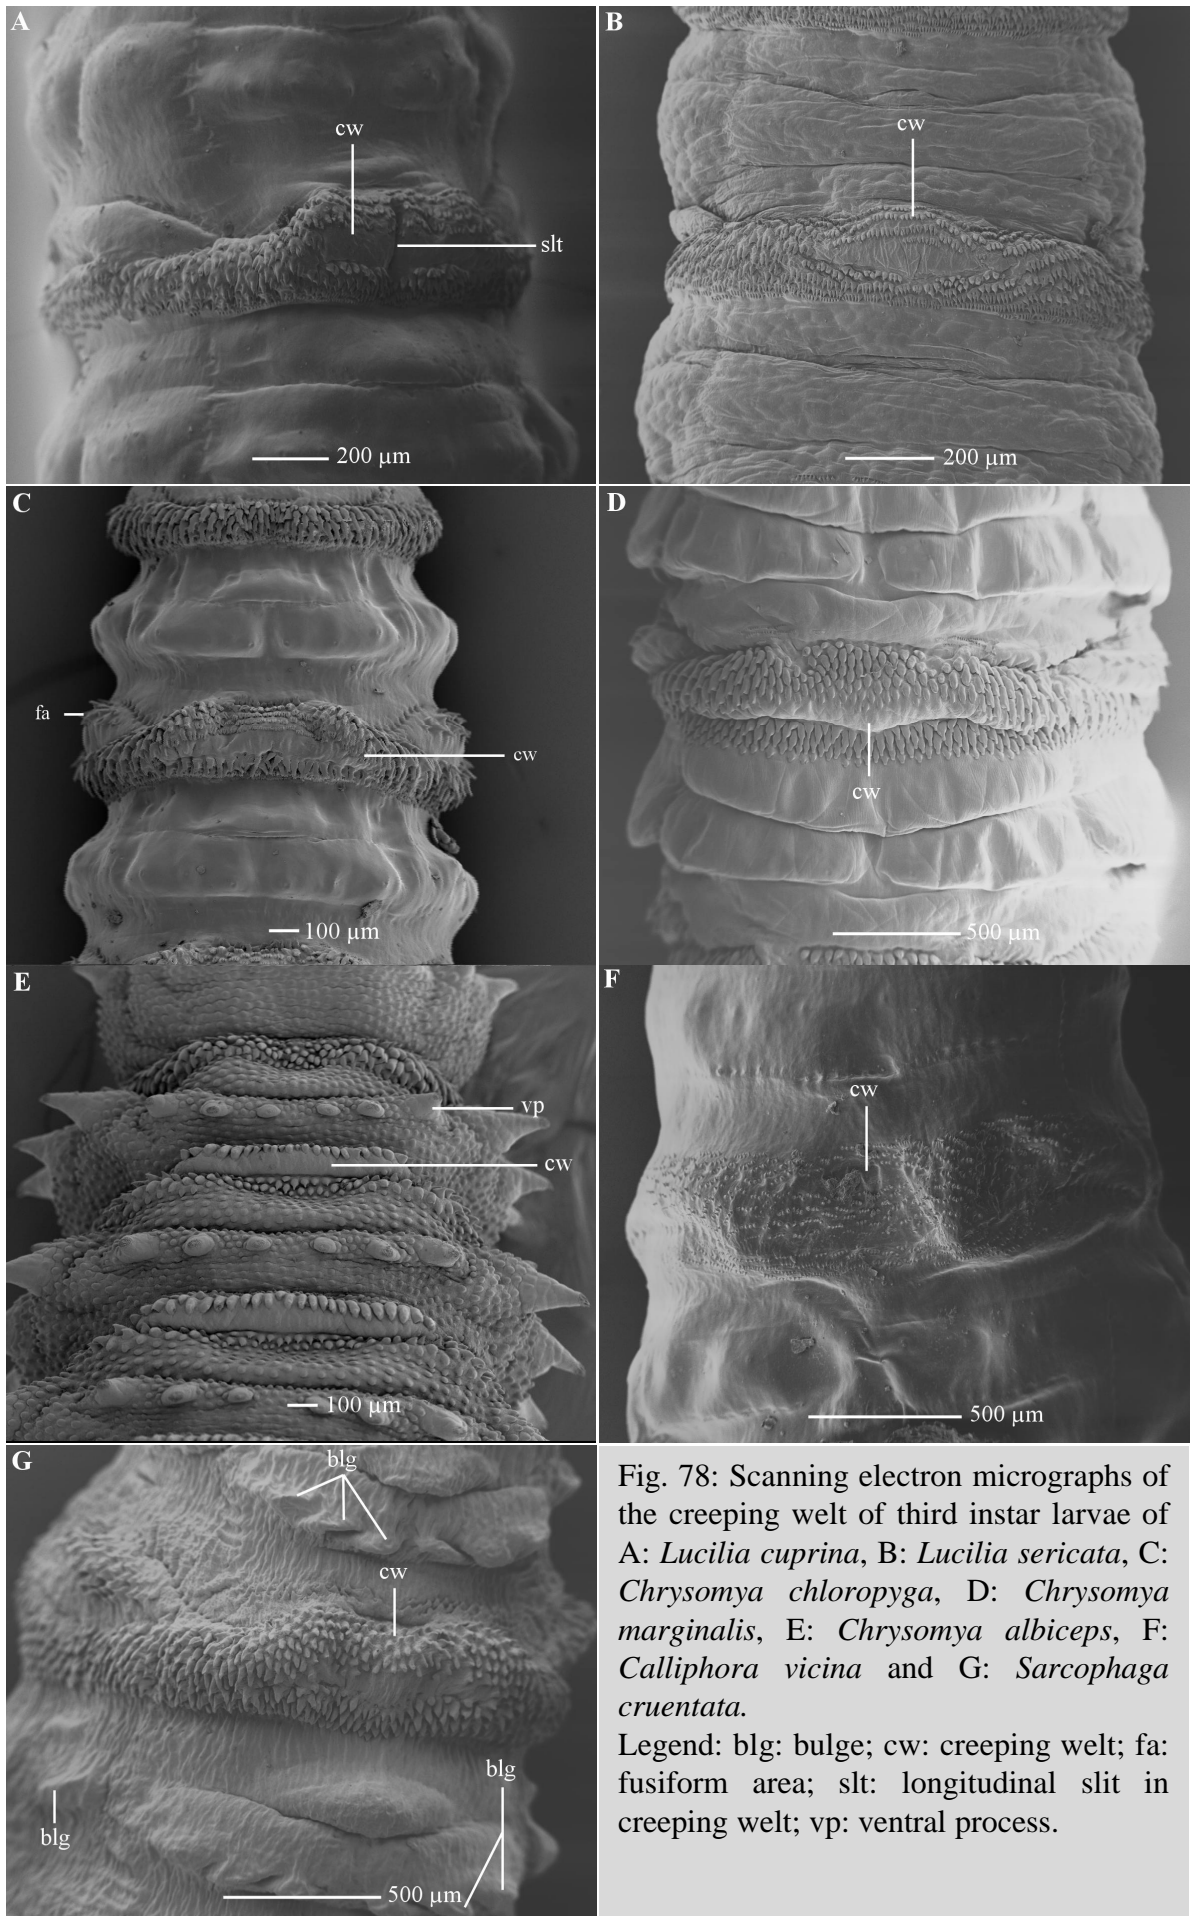 A
cw
slt
200 µm
B
cw
200 µm
C
fa
cw
100 µm
D
cw
500 µm
E
vp
cw
100 µm
F
cw
500 µm
G
blg
cw
blg
blg
500 µm
Fig. 78: Scanning electron micrographs of
the creeping welt of third instar larvae of
A: Lucilia cuprina, B: Lucilia sericata, C:
Chrysomya chloropyga, D: Chrysomya
marginalis, E: Chrysomya albiceps, F:
Calliphora vicina and G: Sarcophaga
cruentata.
Legend: blg: bulge; cw: creeping welt; fa:
fusiform area; slt: longitudinal slit in
creeping welt; vp: ventral process.